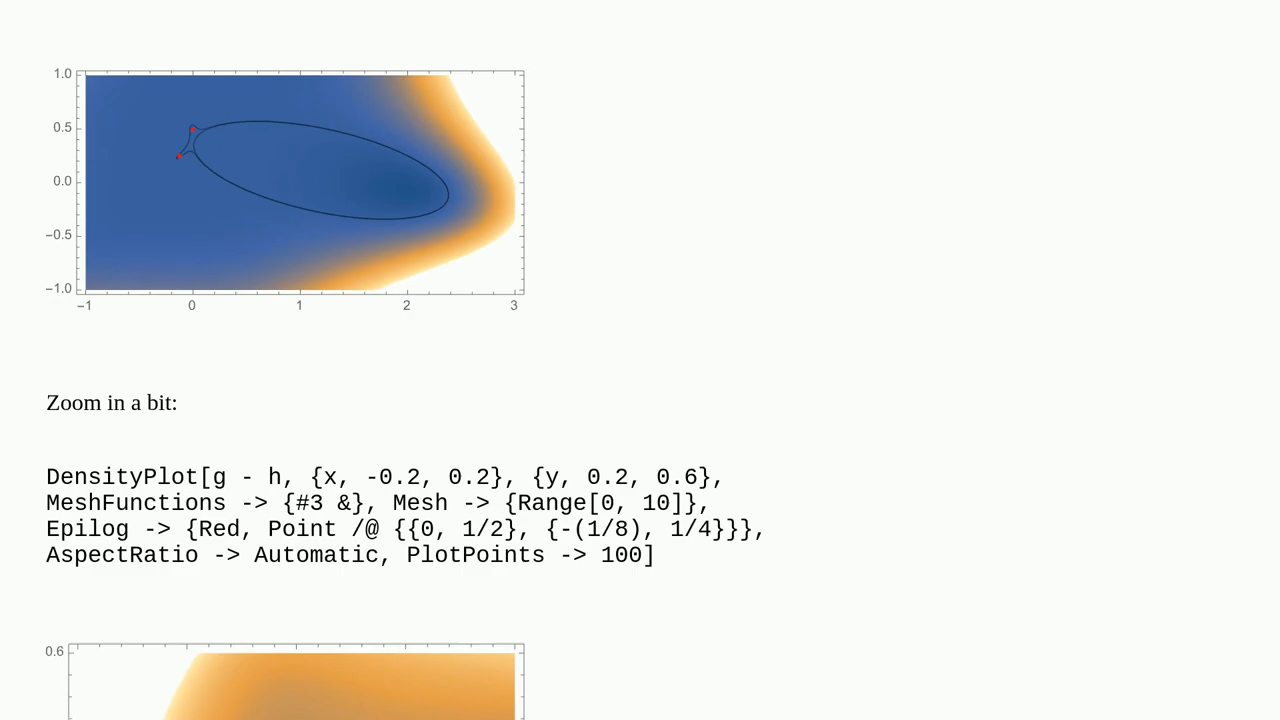 1.0
0.5
0.0
−0.5
−1.0
−1 0 1 2 3
Zoom in a bit:
DensityPlot[g - h, {x, -0.2, 0.2}, {y, 0.2, 0.6},
MeshFunctions -> {#3 &}, Mesh -> {Range[0, 10]},
Epilog -> {Red, Point /@ {{0, 1/2}, {-(1/8), 1/4}}},
AspectRatio -> Automatic, PlotPoints -> 100]
0.6